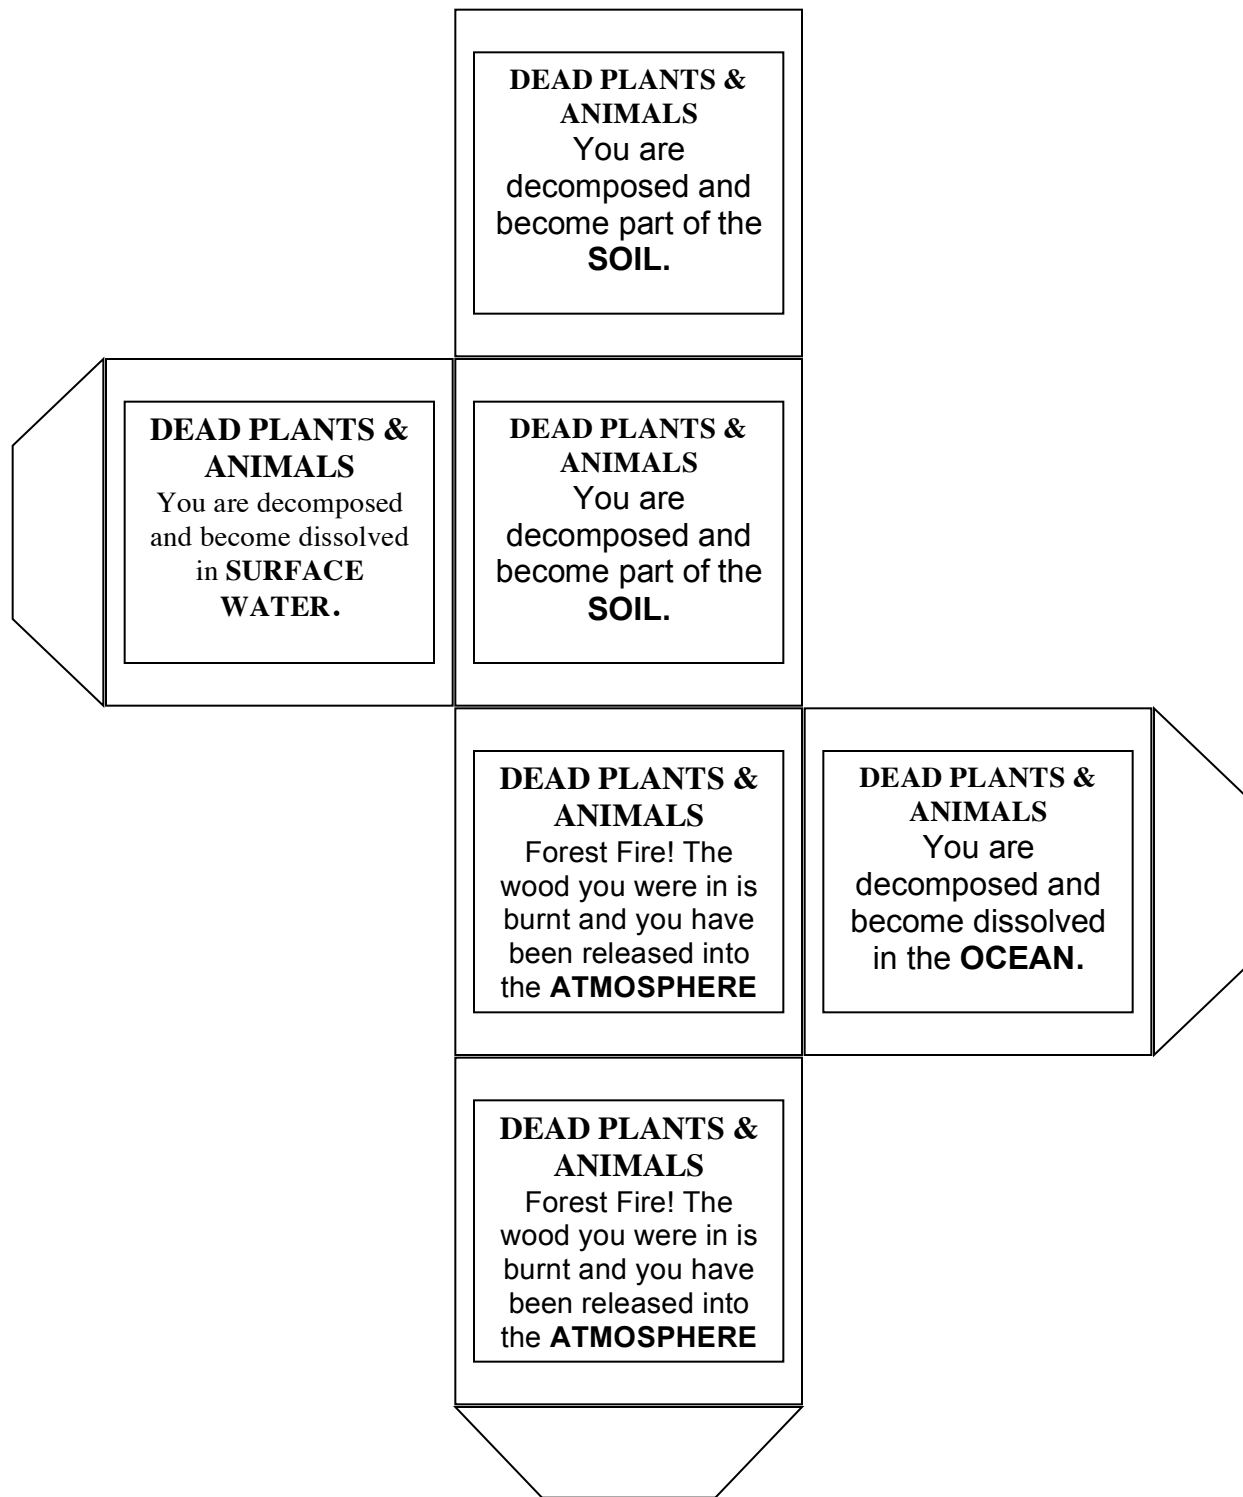 DEAD PLANTS &
ANIMALS
You are
decomposed and
become part of the
SOIL.
DEAD PLANTS &
ANIMALS
You are decomposed
and become dissolved
in SURFACE
WATER.
DEAD PLANTS &
ANIMALS
You are
decomposed and
become part of the
SOIL.
DEAD PLANTS &
ANIMALS
Forest Fire! The
wood you were in is
burnt and you have
been released into
the ATMOSPHERE
DEAD PLANTS &
ANIMALS
You are
decomposed and
become dissolved
in the OCEAN.
DEAD PLANTS &
ANIMALS
Forest Fire! The
wood you were in is
burnt and you have
been released into
the ATMOSPHERE